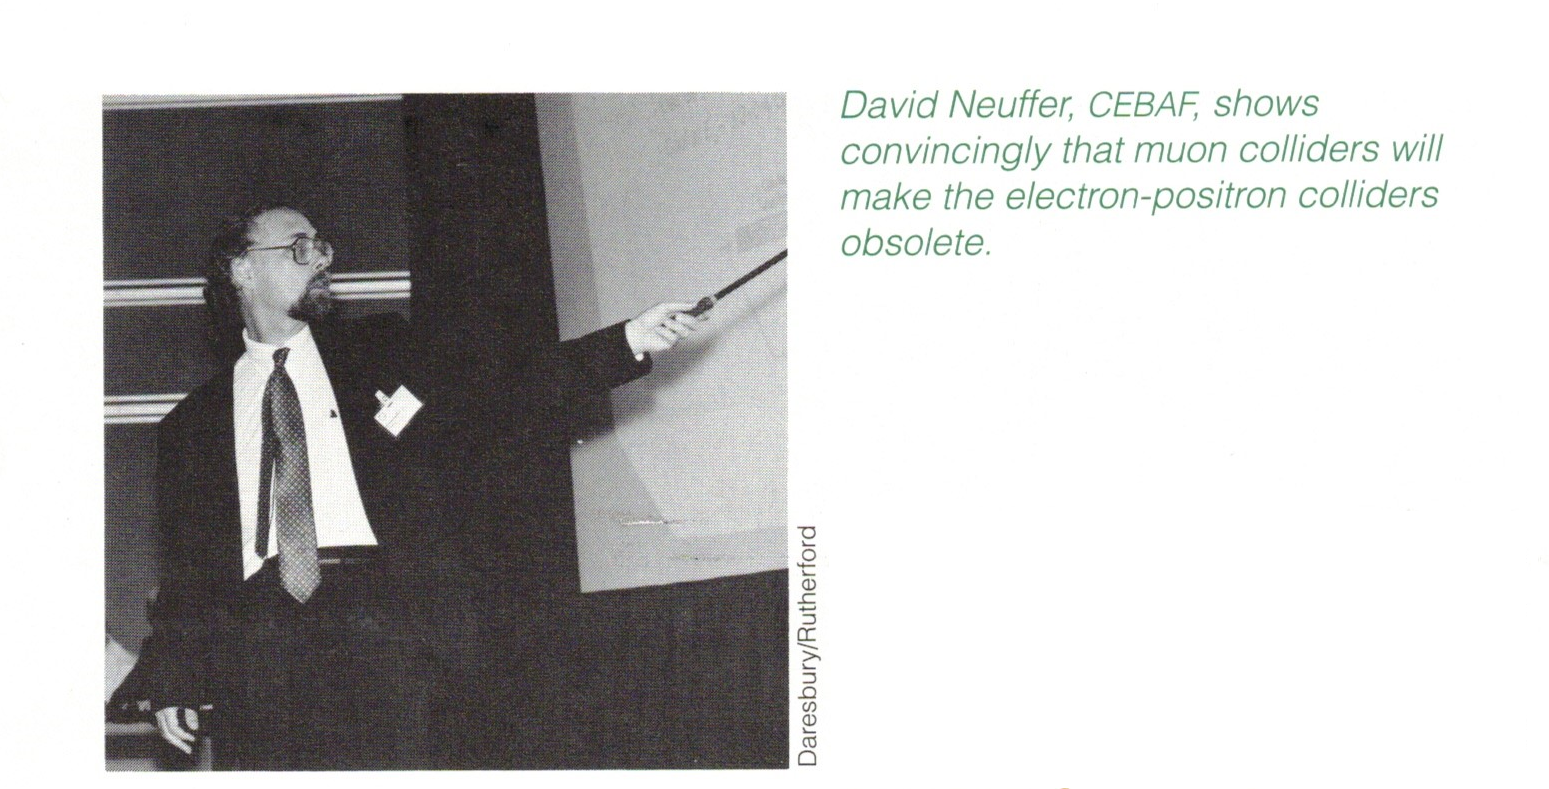 David Neuffer, CEBAF, shows
convincingly that muon colliders will
make the electron-positron colliders
obsolete.
Daresbury/Rutherford